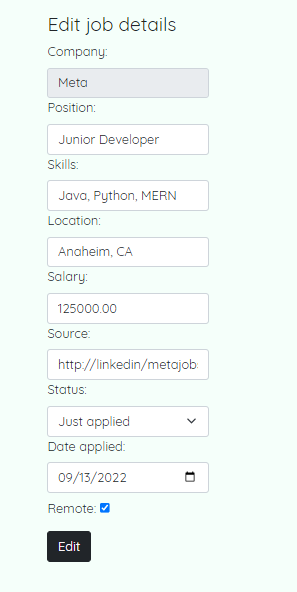 Edit job details
Company:
Meta
Position:
Junior Developer
Skills:
Java, Python, MERN
Location:
Anaheim, CA
Salary:
125000.00
Source:
http://linkedin/metajob
Status:
Just applied
Date applied:
09/13/2022
Remote:
Edit